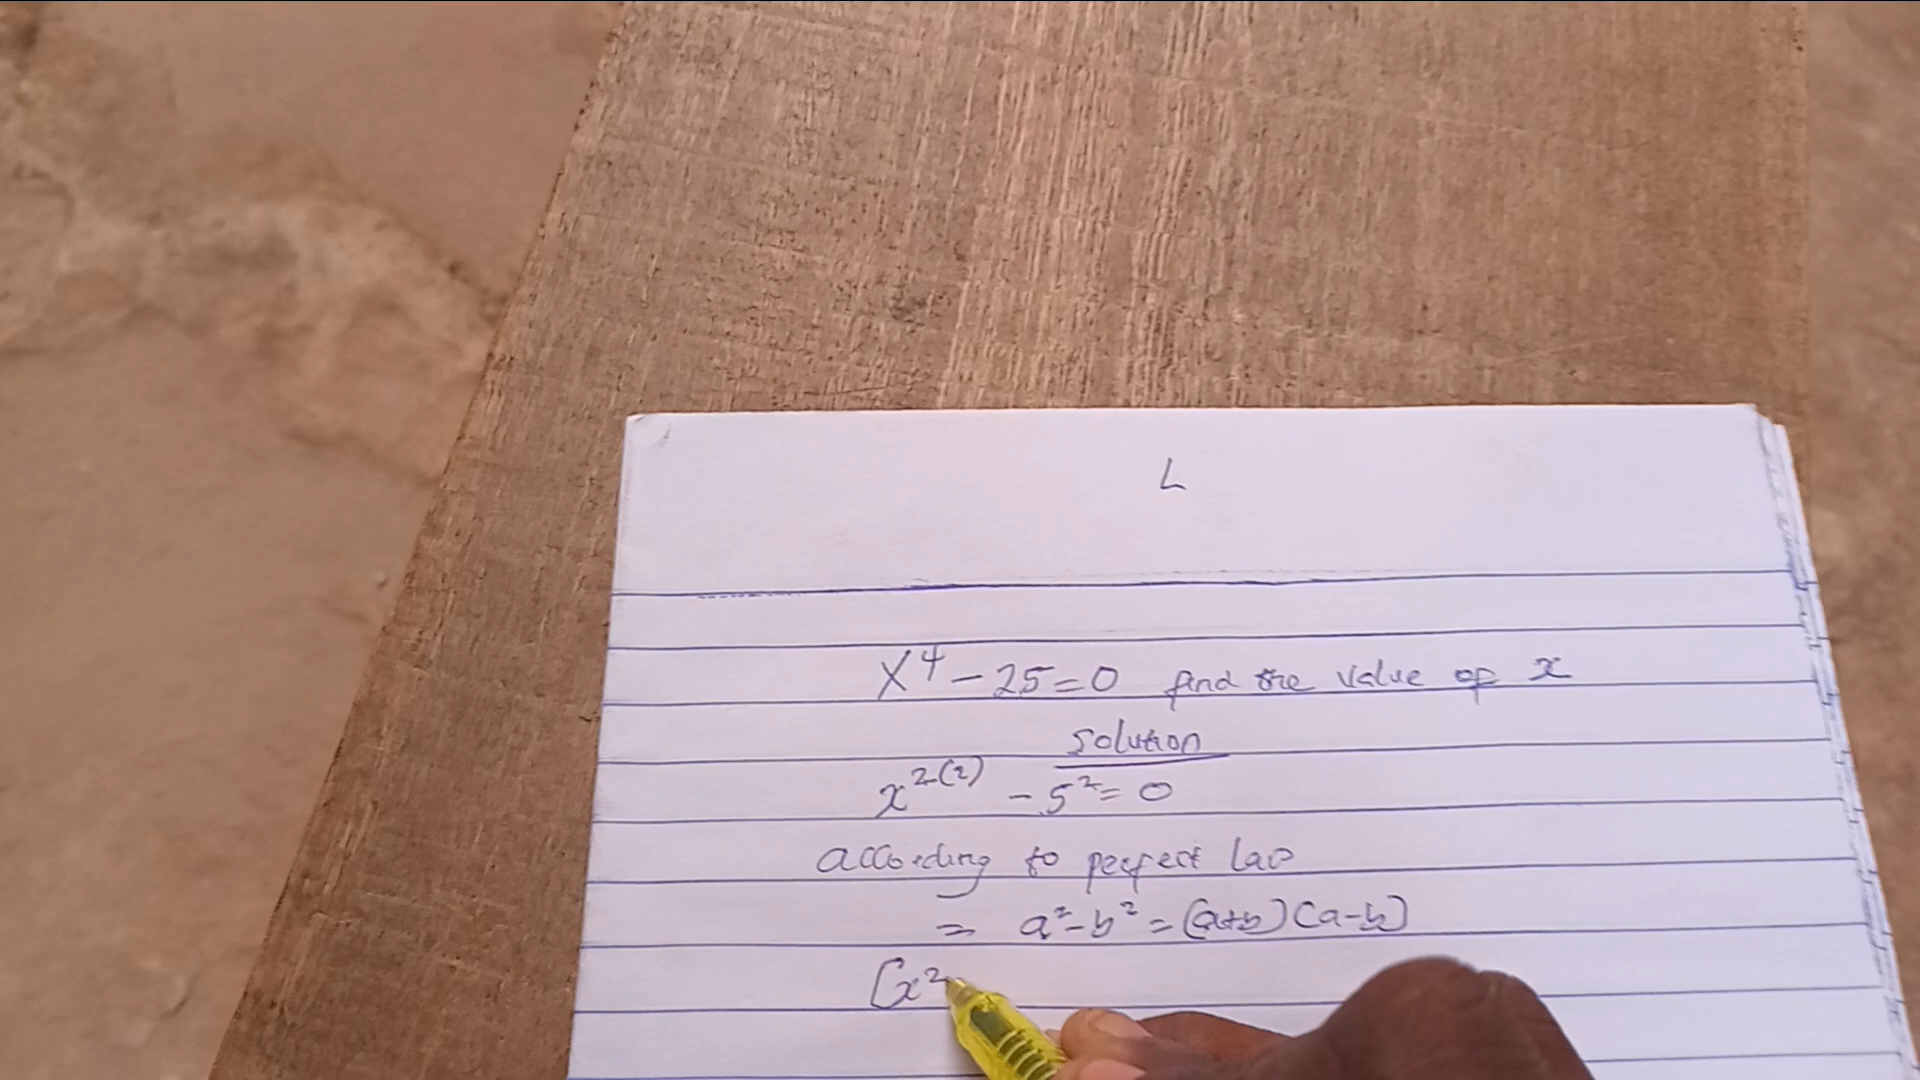 L
X⁴ - 25 = 0 find the value of x
Solution
x²⁽²⁾ - 5² = 0
according to perfect law
= a² - b² = (a+b)(a-b)
[x²